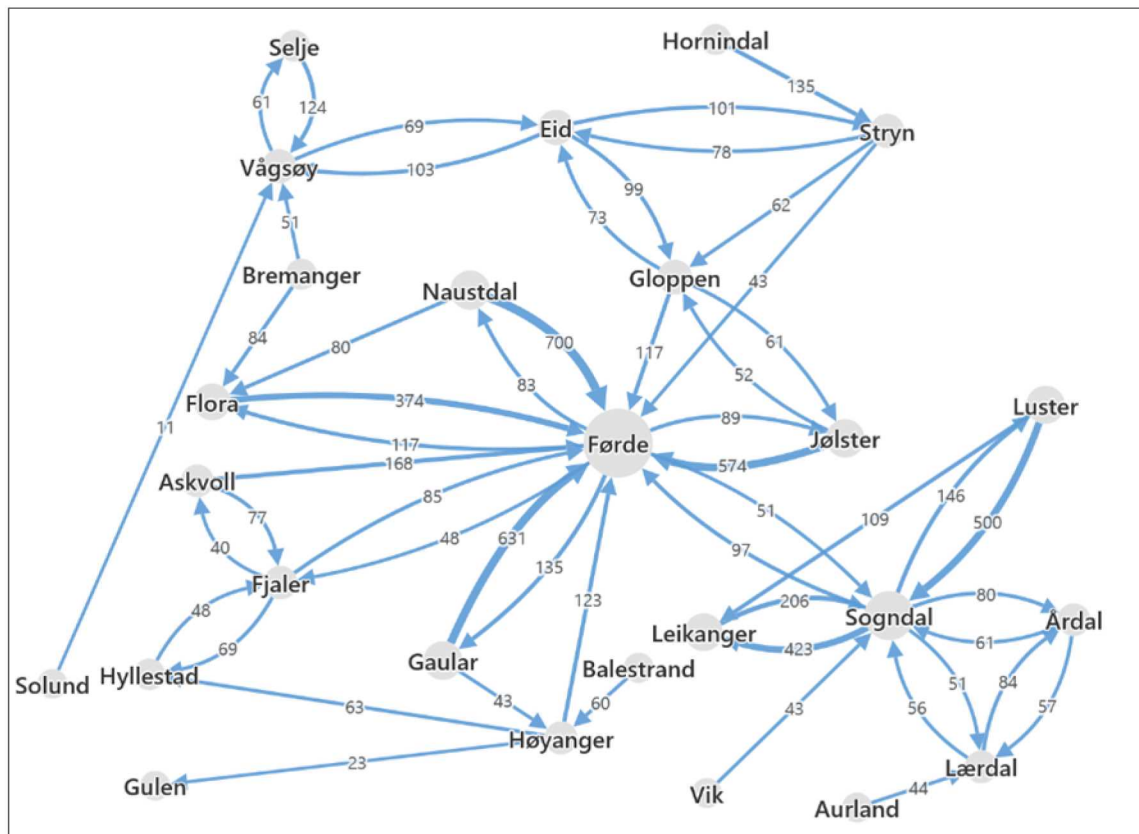 Selje
Hornindal
135
61
124
69
Eid
101
Stryn
Vågsøy
103
78
99
62
73
51
Bremanger
Naustdal
Gloppen
43
84
80
700
117
61
83
52
Flora
374
Luster
11
117
Førde
89
Jølster
574
Askvoll
168
85
146
77
51
109
500
40
48
631
97
Fjaler
135
48
123
206
80
69
Leikanger
Sogndal
Årdal
423
61
Gaular
Balestrand
Solund
Hyllestad
43
60
63
43
56
51
84
57
Høyanger
23
Gulen
Vik
44
Lærdal
Aurland